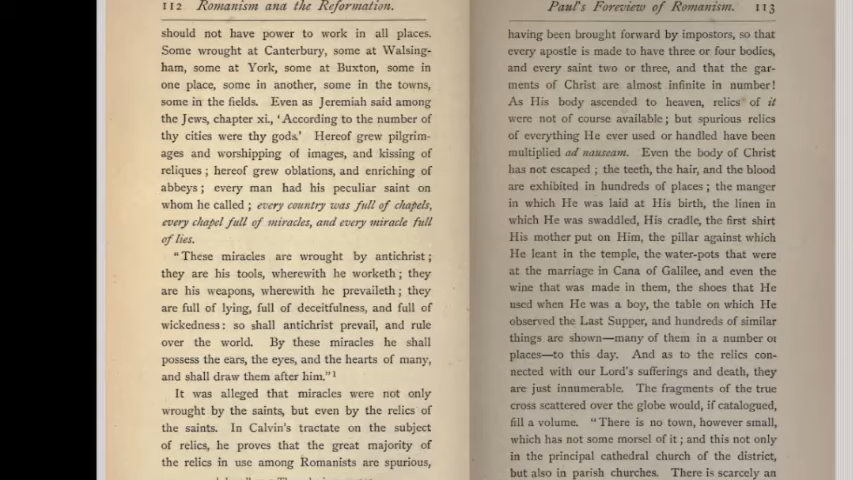 112 Romanism and the Reformation.
should not have power to work in all places.
Some wrought at Canterbury, some at Walsing-
ham, some at York, some at Buxton, some in
one place, some in another, some in the towns,
some in the fields. Even as Jeremiah said among
the Jews, chapter xi., ‘According to the number of
thy cities were thy gods.’ Hereof grew pilgrim-
ages and worshipping of images, and kissing of
reliques; hereof grew oblations, and enriching of
abbeys; every man had his peculiar saint on
whom he called; every country was full of chapels,
every chapel full of miracles, and every miracle full
of lies.
“These miracles are wrought by antichrist;
they are his tools, wherewith he worketh; they
are his weapons, wherewith he prevaileth; they
are full of lying, full of deceitfulness, and full of
wickedness: so shall antichrist prevail, and rule
over the world. By these miracles he shall
possess the ears, the eyes, and the hearts of many,
and shall draw them after him.”¹
It was alleged that miracles were not only
wrought by the saints, but even by the relics of
the saints. In Calvin’s tractate on the subject
of relics, he proves that the great majority of
the relics in use among Romanists are spurious,
Paul’s Foreview of Romanism. 113
having been brought forward by impostors, so that
every apostle is made to have three or four bodies,
and every saint two or three, and that the gar-
ments of Christ are almost infinite in number!
As His body ascended to heaven, relics of it
were not of course available; but spurious relics
of everything He ever used or handled have been
multiplied ad nauseam. Even the body of Christ
has not escaped; the teeth, the hair, and the blood
are exhibited in hundreds of places; the manger
in which He was laid at His birth, the linen in
which He was swaddled, His cradle, the first shirt
His mother put on Him, the pillar against which
He leant in the temple, the water-pots that were
at the marriage in Cana of Galilee, and even the
wine that was made in them, the shoes that He
used when He was a boy, the table on which He
observed the Last Supper, and hundreds of similar
things are shown—many of them in a number or
places—to this day. And as to the relics con-
nected with our Lord’s sufferings and death, they
are just innumerable. The fragments of the true
cross scattered over the globe would, if catalogued,
fill a volume. “There is no town, however small,
which has not some morsel of it; and this not only
in the principal cathedral church of the district,
but also in parish churches. There is scarcely an